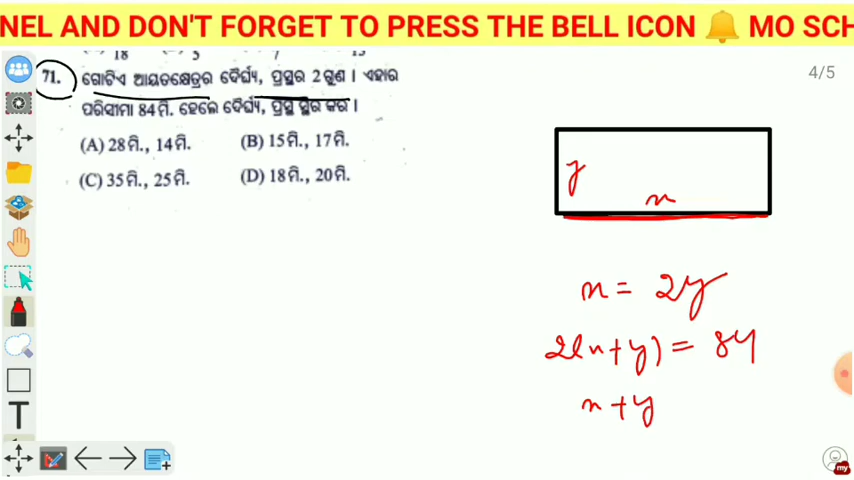 NEL AND DON'T FORGET TO PRESS THE BELL ICON 🔔 MO SCH
4/5
71. ଗୋଟିଏ ଆୟତକ୍ଷେତ୍ରର ଦୈର୍ଘ୍ୟ, ପ୍ରସ୍ଥର 2 ଗୁଣ । ଏହାର
ପରିସୀମା 84 ମି. ହେଲେ ଦୈର୍ଘ୍ୟ, ପ୍ରସ୍ଥ ସ୍ଥିର କର ।
(A) 28 ମି., 14 ମି. (B) 15 ମି., 17 ମି.
(C) 35 ମି., 25 ମି. (D) 18 ମି., 20 ମି.
y
x
x = 2y
2(x + y) = 84
x + y
T
my